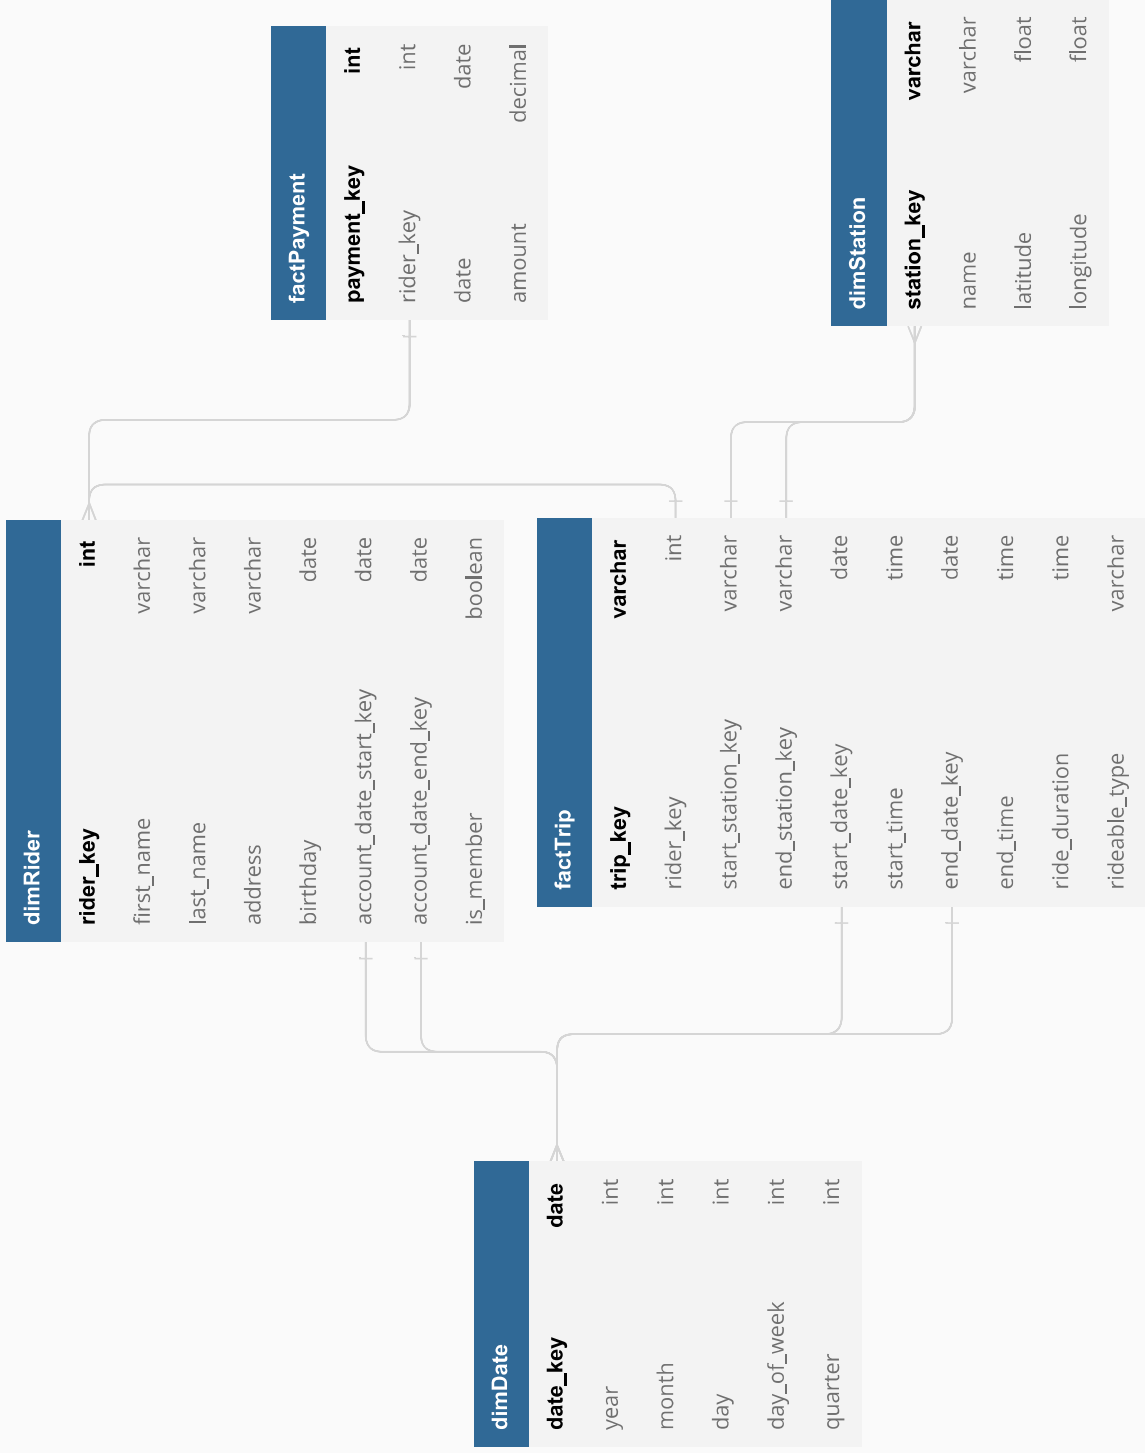 dimDate
date_key date
year int
month int
day int
day_of_week int
quarter int
dimRider
rider_key int
first_name varchar
last_name varchar
address varchar
birthday date
account_date_start_key date
account_date_end_key date
is_member boolean
factTrip
trip_key varchar
rider_key int
start_station_key varchar
end_station_key varchar
start_date_key date
start_time time
end_date_key date
end_time time
ride_duration time
rideable_type varchar
factPayment
payment_key int
rider_key int
date date
amount decimal
dimStation
station_key varchar
name varchar
latitude float
longitude float